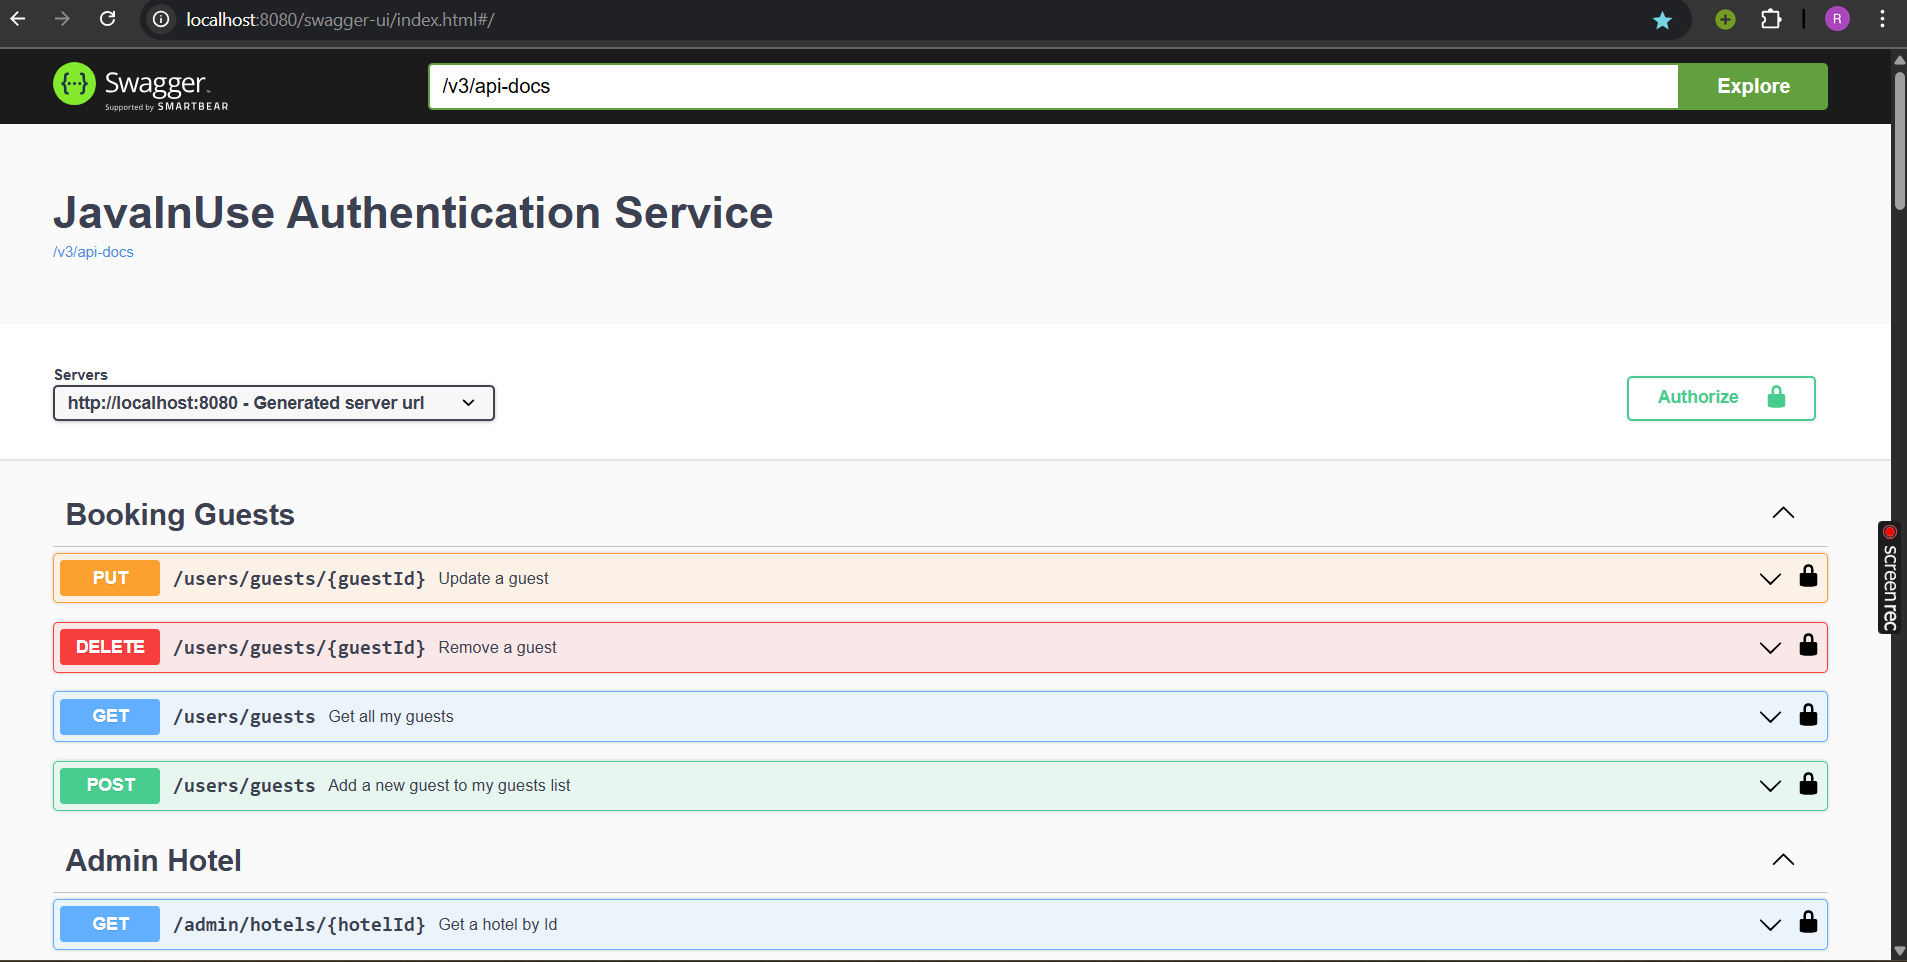 localhost:8080/swagger-ui/index.html#/
R
Swagger
Supported by SMARTBEAR
/v3/api-docs
Explore
JavaInUse Authentication Service
/v3/api-docs
Servers
http://localhost:8080 - Generated server url
Authorize
Booking Guests
PUT /users/guests/{guestId} Update a guest
DELETE /users/guests/{guestId} Remove a guest
GET /users/guests Get all my guests
POST /users/guests Add a new guest to my guests list
Admin Hotel
GET /admin/hotels/{hotelId} Get a hotel by Id
screenrec